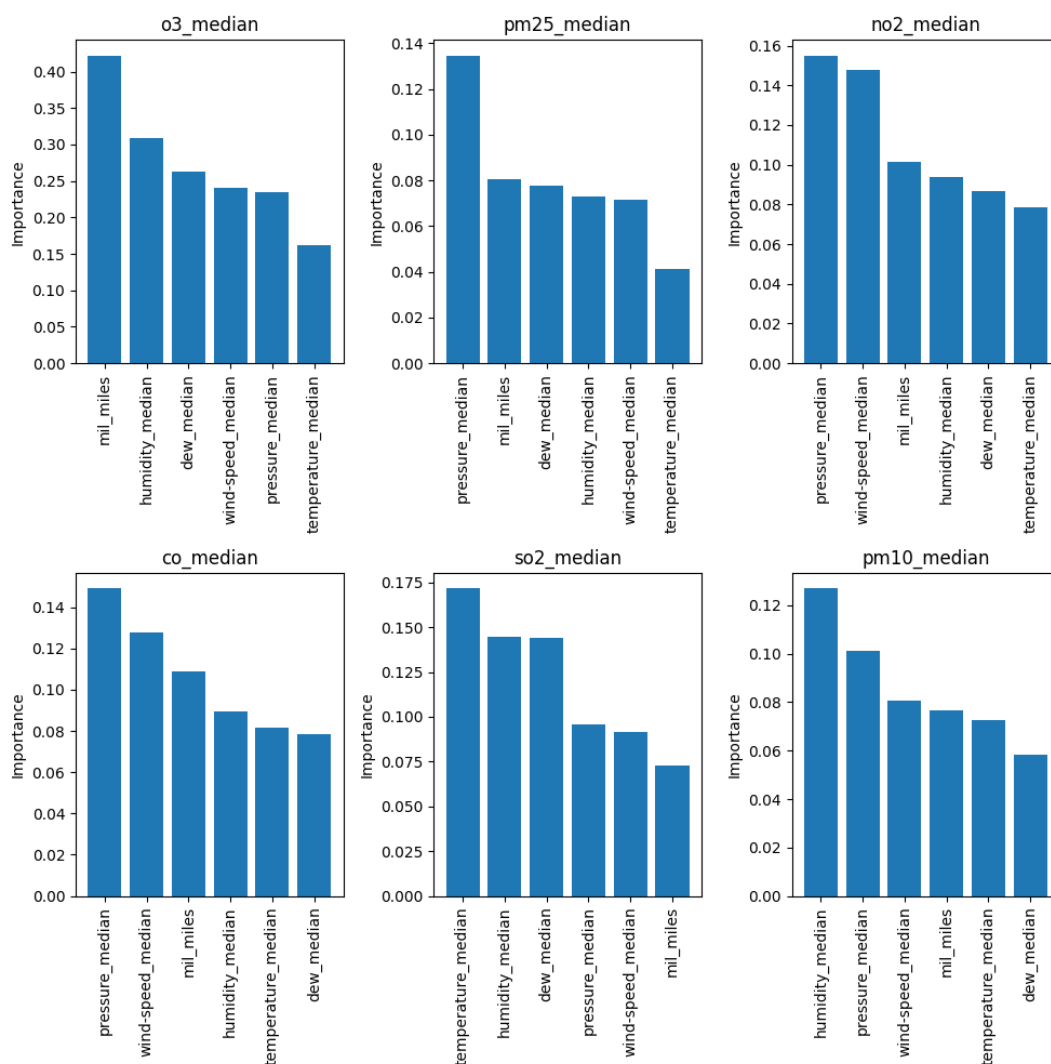 o3_median
pm25_median
no2_median
0.40
0.35
0.30
0.25
0.20
0.15
0.10
0.05
0.00
Importance
mil_miles
humidity_median
dew_median
wind-speed_median
pressure_median
temperature_median
0.14
0.12
0.10
0.08
0.06
0.04
0.02
0.00
Importance
pressure_median
mil_miles
dew_median
humidity_median
wind-speed_median
temperature_median
0.16
0.14
0.12
0.10
0.08
0.06
0.04
0.02
0.00
Importance
pressure_median
wind-speed_median
mil_miles
humidity_median
dew_median
temperature_median
co_median
so2_median
pm10_median
0.14
0.12
0.10
0.08
0.06
0.04
0.02
0.00
Importance
pressure_median
wind-speed_median
mil_miles
humidity_median
temperature_median
dew_median
0.175
0.150
0.125
0.100
0.075
0.050
0.025
0.000
Importance
temperature_median
humidity_median
dew_median
pressure_median
wind-speed_median
mil_miles
0.12
0.10
0.08
0.06
0.04
0.02
0.00
Importance
humidity_median
pressure_median
wind-speed_median
mil_miles
temperature_median
dew_median